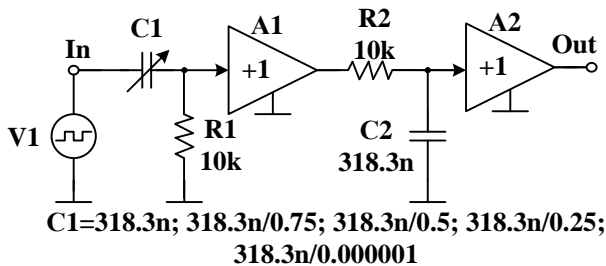 In
C1
A1
R2
10k
A2
Out
+1
+1
V1
R1
10k
C2
318.3n
C1=318.3n; 318.3n/0.75; 318.3n/0.5; 318.3n/0.25;
318.3n/0.000001